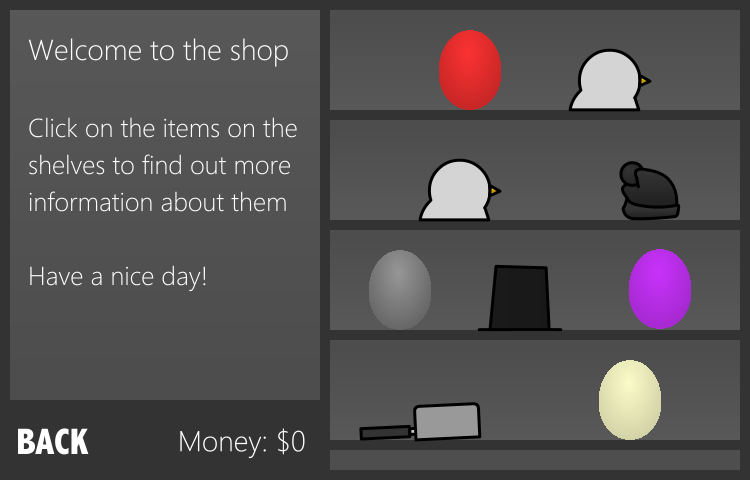 Welcome to the shop
Click on the items on the
shelves to find out more
information about them
Have a nice day!
BACK
Money: $0